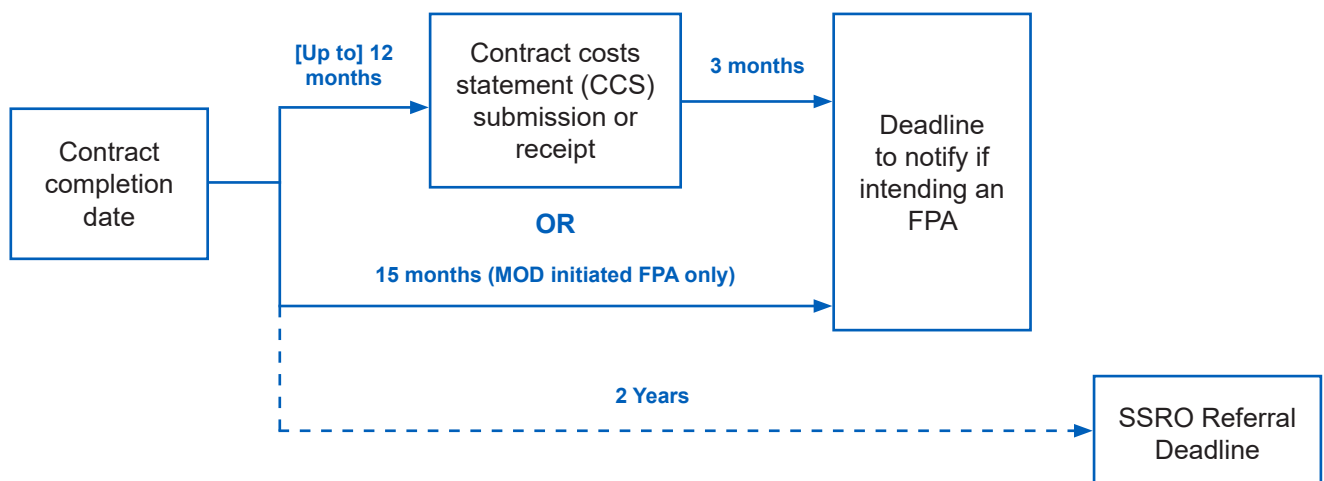 Contract
completion
date
[Up to] 12
months
Contract costs
statement (CCS)
submission or
receipt
3 months
Deadline
to notify if
intending an
FPA
OR
15 months (MOD initiated FPA only)
2 Years
SSRO Referral
Deadline